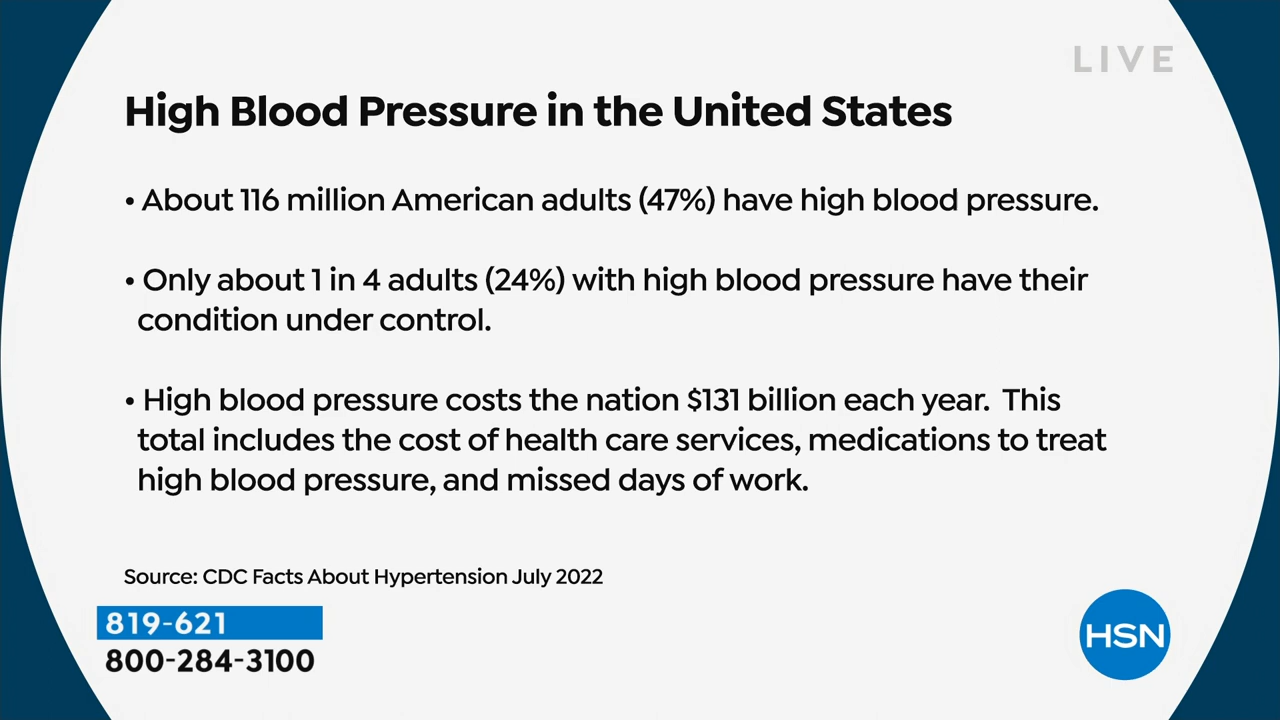 LIVE
High Blood Pressure in the United States
• About 116 million American adults (47%) have high blood pressure.
• Only about 1 in 4 adults (24%) with high blood pressure have their
condition under control.
• High blood pressure costs the nation $131 billion each year.  This
total includes the cost of health care services, medications to treat
high blood pressure, and missed days of work.
Source: CDC Facts About Hypertension July 2022
819-621
800-284-3100
HSN